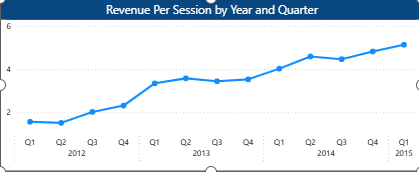 Revenue Per Session by Year and Quarter
6
4
2
Q1 Q2 Q3 Q4 Q1 Q2 Q3 Q4 Q1 Q2 Q3 Q4 Q1
2012 2013 2014 2015